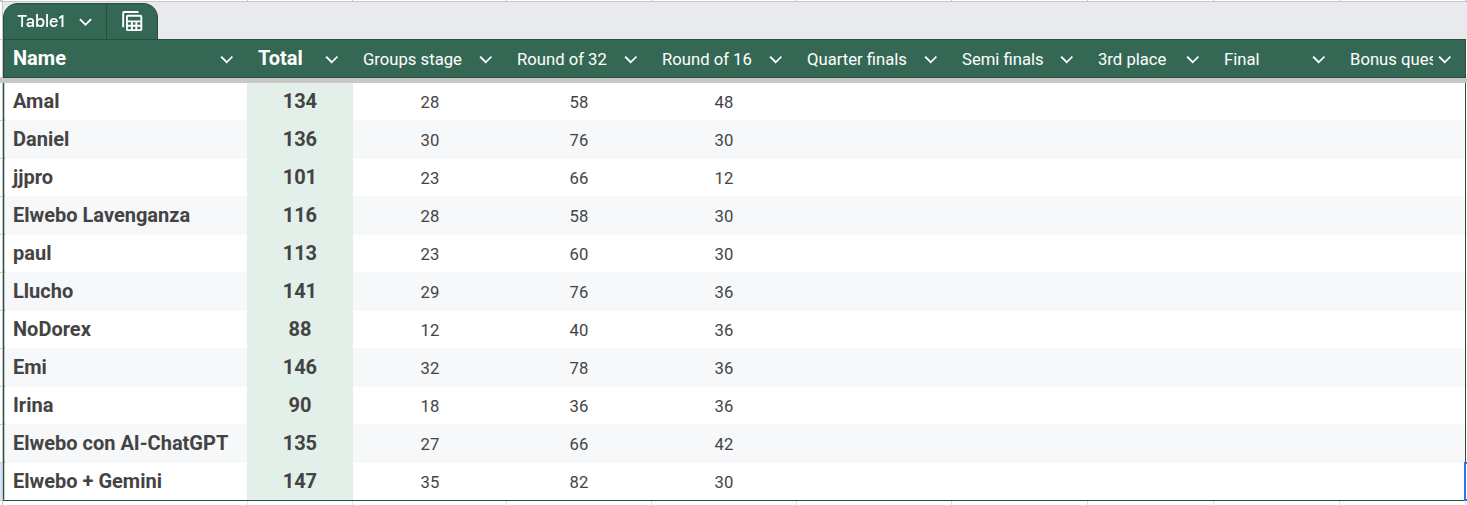 Table1
Name Total Groups stage Round of 32 Round of 16 Quarter finals Semi finals 3rd place Final Bonus ques
Amal 134 28 58 48
Daniel 136 30 76 30
jjpro 101 23 66 12
Elwebo Lavenganza 116 28 58 30
paul 113 23 60 30
Llucho 141 29 76 36
NoDorex 88 12 40 36
Emi 146 32 78 36
Irina 90 18 36 36
Elwebo con AI-ChatGPT 135 27 66 42
Elwebo + Gemini 147 35 82 30